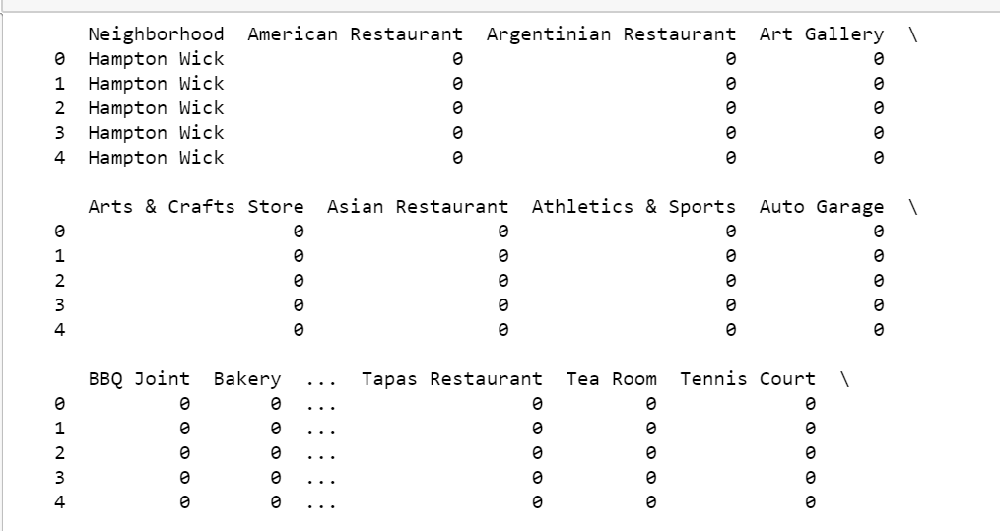 Neighborhood  American Restaurant  Argentinian Restaurant  Art Gallery  \
0  Hampton Wick                    0                       0            0
1  Hampton Wick                    0                       0            0
2  Hampton Wick                    0                       0            0
3  Hampton Wick                    0                       0            0
4  Hampton Wick                    0                       0            0
Arts & Crafts Store  Asian Restaurant  Athletics & Sports  Auto Garage  \
0                    0                 0                   0            0
1                    0                 0                   0            0
2                    0                 0                   0            0
3                    0                 0                   0            0
4                    0                 0                   0            0
BBQ Joint  Bakery  ...  Tapas Restaurant  Tea Room  Tennis Court  \
0          0       0  ...                 0         0             0
1          0       0  ...                 0         0             0
2          0       0  ...                 0         0             0
3          0       0  ...                 0         0             0
4          0       0  ...                 0         0             0